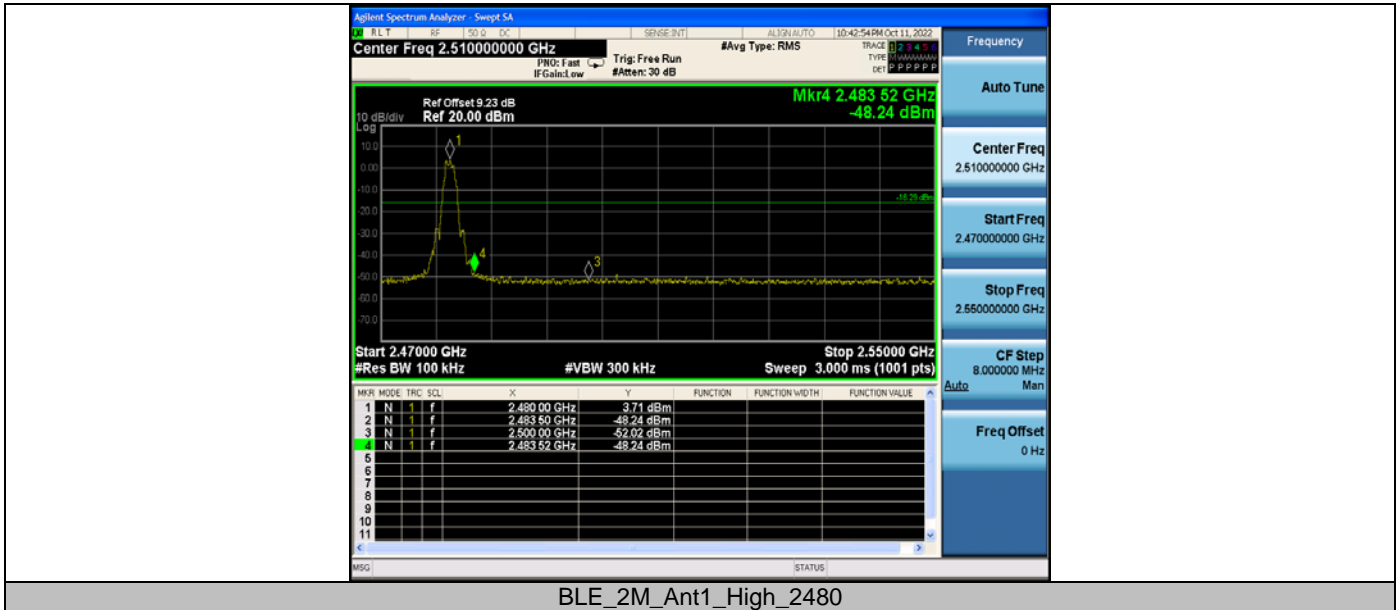 Agilent Spectrum Analyzer - Swept SA
RLT RF 50 Ω DC SENSE:INT ALIGN AUTO 10:42:54 PM Oct 11, 2022
Center Freq 2.510000000 GHz #Avg Type: RMS TRACE 1 2 3 4 5 6
PNO: Fast Trig: Free Run TYPE MWWWWW
IFGain:Low #Atten: 30 dB DET P P P P P P
Mkr4 2.483 52 GHz
Ref Offset 9.23 dB
-48.24 dBm
10 dB/div Ref 20.00 dBm
Log
10.0
0.00
-10.0
-20.0
-30.0
-40.0
-50.0
-60.0
-70.0
1
4
3
Start 2.47000 GHz Stop 2.55000 GHz
#Res BW 100 kHz #VBW 300 kHz Sweep 3.000 ms (1001 pts)
MKR MODE TRC SCL X Y FUNCTION FUNCTION WIDTH FUNCTION VALUE
1 N 1 f 2.480 00 GHz 3.71 dBm
2 N 1 f 2.483 50 GHz -48.24 dBm
3 N 1 f 2.500 00 GHz -52.02 dBm
4 N 1 f 2.483 52 GHz -48.24 dBm
5
6
7
8
9
10
11
MSG STATUS
Frequency
Auto Tune
Center Freq
2.510000000 GHz
Start Freq
2.470000000 GHz
Stop Freq
2.550000000 GHz
CF Step
8.000000 MHz
Auto Man
Freq Offset
0 Hz
BLE_2M_Ant1_High_2480